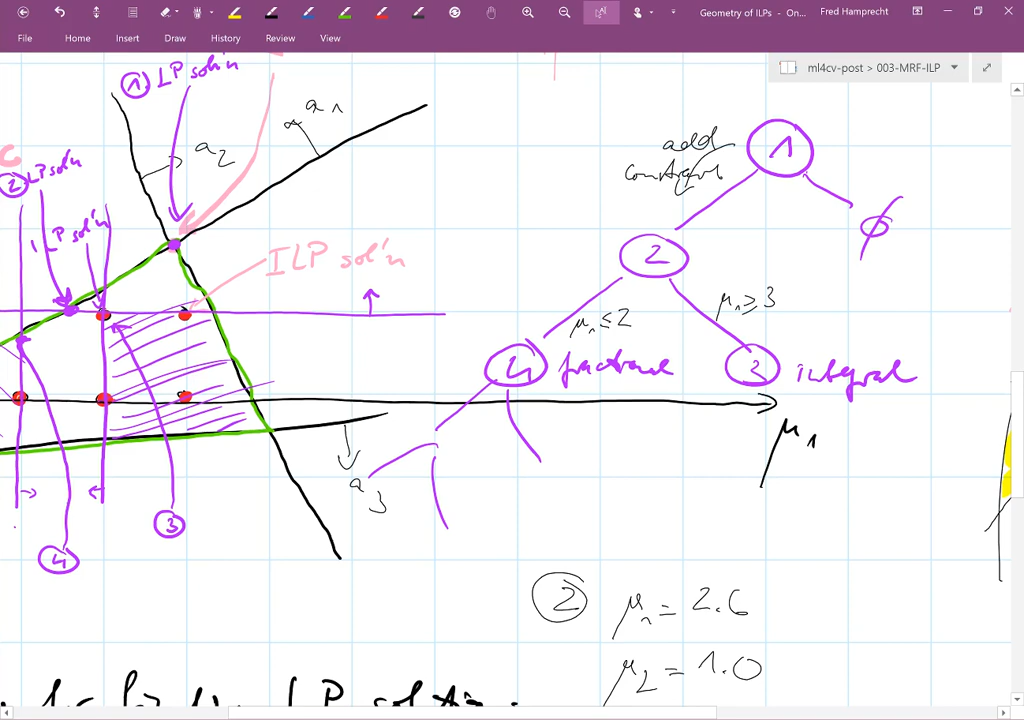 Geometry of ILPs - On...
Fred Hamprecht
File
Home
Insert
Draw
History
Review
View
ml4cv-post > 003-MRF-ILP
① LP sol'n
a₁
a₂
② LP sol'n
ILP sol'n
ILP sol'n
add
constraint
1
2
φ
μ₁ ≤ 2
μ₁ ≥ 3
4
fractional
3
integral
μ₁
a₃
③
④
② μ₁ = 2.6
μ₂ = 1.0
LP